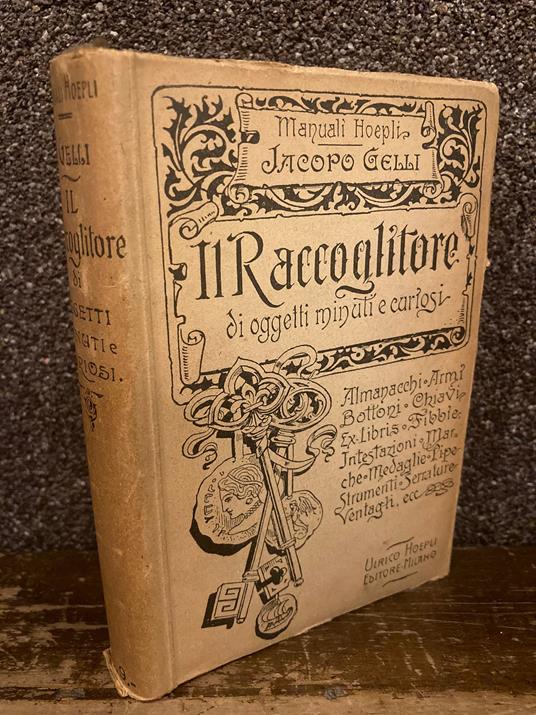 Hoepli
Gelli
Il
Raccoglitore
di
oggetti
minuti e
curiosi.
6.-
Manuali Hoepli
Jacopo Gelli
Il Raccoglitore
di oggetti minuti e curiosi
Almanacchi • Armi
Bottoni • Chiavi
Ex-Libris • Fibbie
Intestazioni • Mar-
che • Medaglie • Pipe
Strumenti • Serrature
Ventagli, ecc
Ulrico Hoepli
Editore-Milano